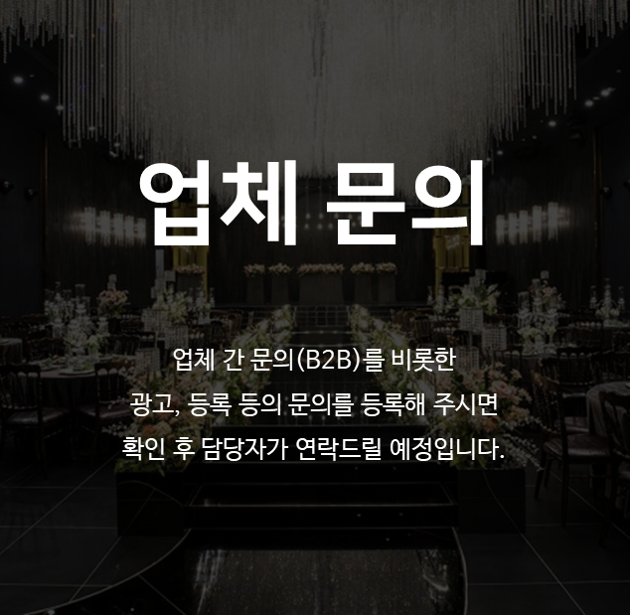 업체 문의
업체 간 문의(B2B)를 비롯한
광고, 등록 등의 문의를 등록해 주시면
확인 후 담당자가 연락드릴 예정입니다.